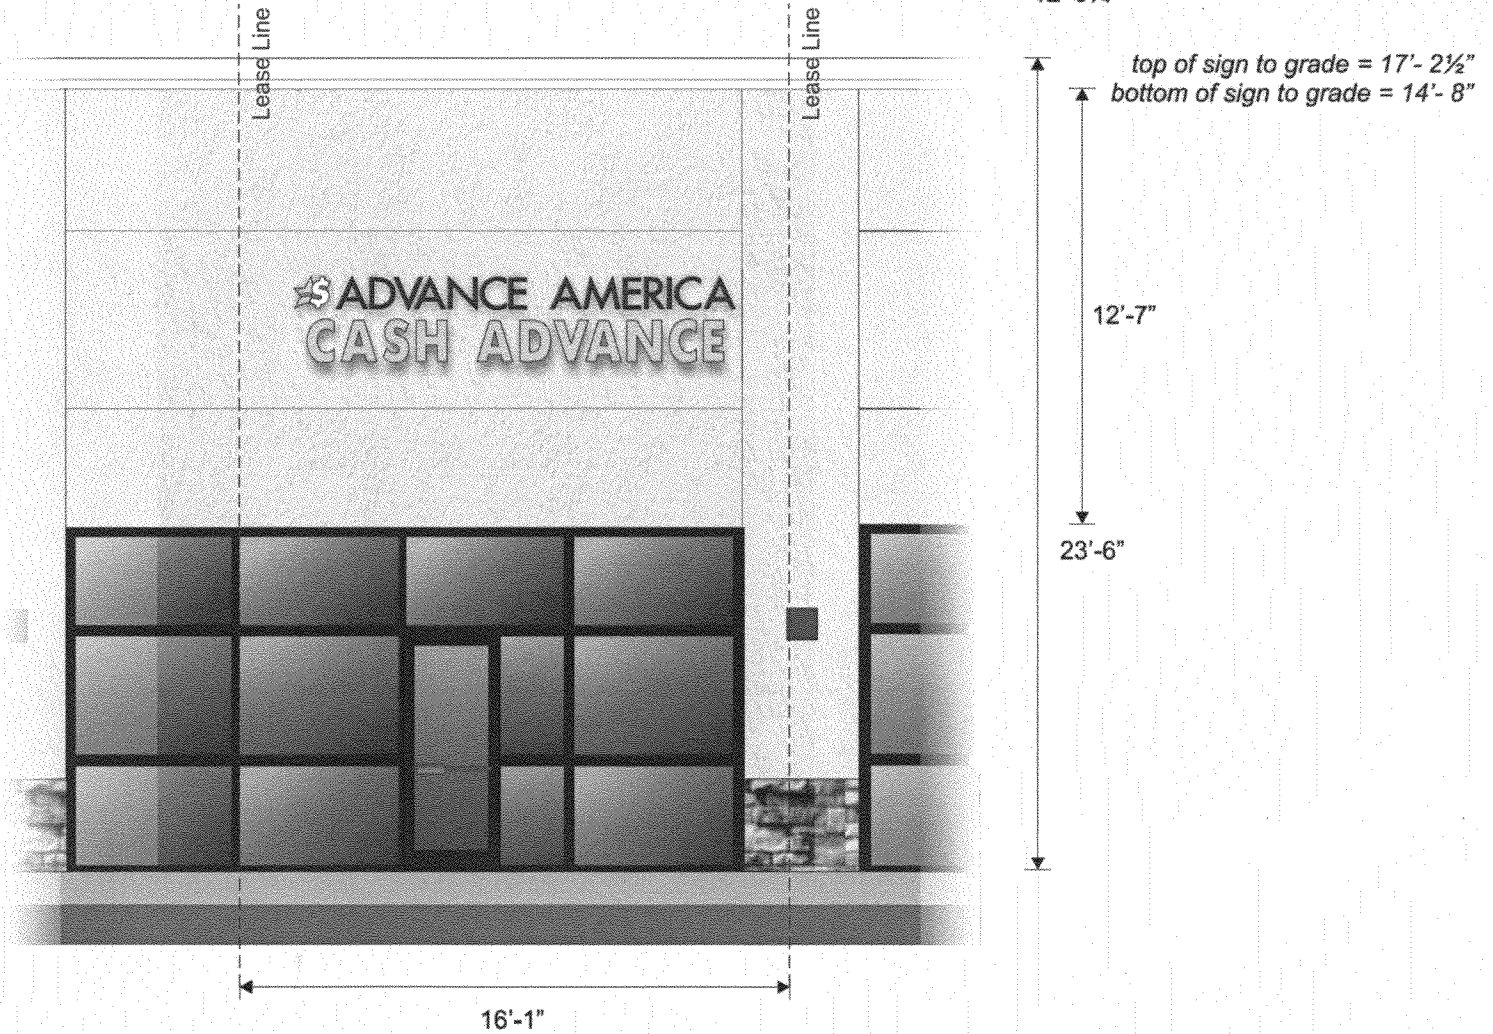 Lease Line
Lease Line
top of sign to grade = 17'- 2½"
bottom of sign to grade = 14'- 8"
$ ADVANCE AMERICA
CASH ADVANCE
12'-7"
23'-6"
16'-1"